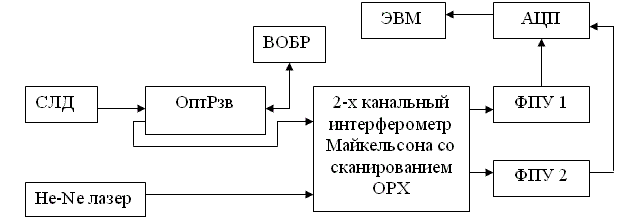 ЭВМ
АЦП
ВОБР
СЛД
ОптРзв
2-х канальный
интерферометр
Майкельсона со
сканированием
ОРХ
ФПУ 1
ФПУ 2
He-Ne лазер